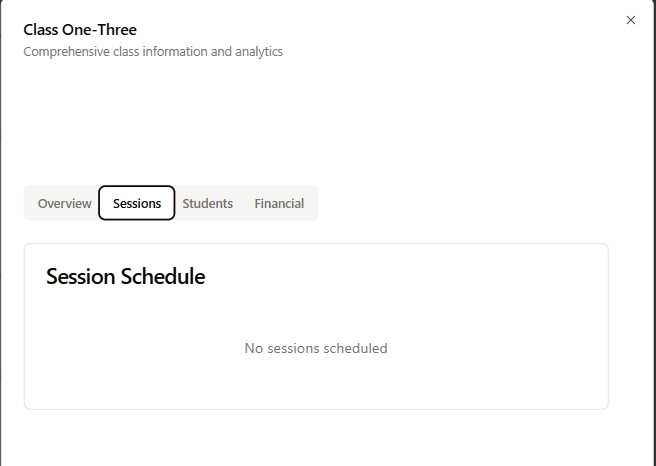 Class One-Three
Comprehensive class information and analytics
Overview Sessions Students Financial
Session Schedule
No sessions scheduled